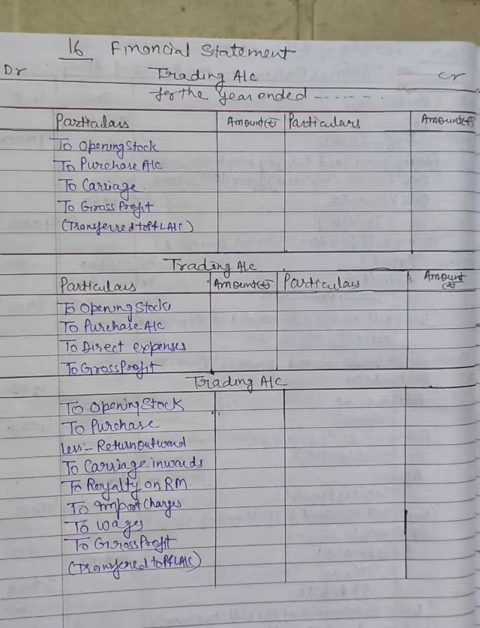 16 Financial Statement
Dr Trading A/c Cr
for the year ended -------
Particulars Amount(₹) Particulars Amount(₹)
To Opening Stock
To Purchase A/c
To Carriage
To Gross Profit
(Transferred to P&L A/C)
Trading A/c
Particulars Amount(₹) Particulars Amount (₹)
To Opening Stock
To Purchase A/c
To Direct expenses
To Gross Profit
Trading A/C
To Opening Stock
To Purchase
Less:- Return outward
To Carriage inwards
To Royalty on RM
To Import Charges
To Wages
To Gross Profit
(Transfered to P&L A/C)